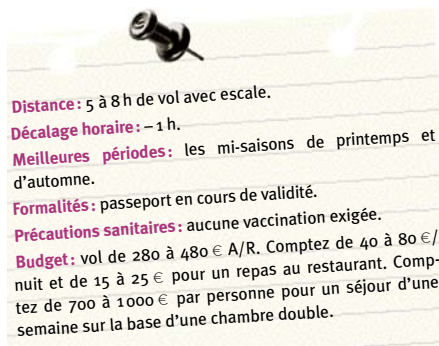 Distance : 5 à 8 h de vol avec escale.
Décalage horaire : – 1 h.
Meilleures périodes : les mi-saisons de printemps et
d’automne.
Formalités : passeport en cours de validité.
Précautions sanitaires : aucune vaccination exigée.
Budget : vol de 280 à 480 € A/R. Comptez de 40 à 80 €/
nuit et de 15 à 25 € pour un repas au restaurant. Comp-
tez de 700 à 1 000 € par personne pour un séjour d’une
semaine sur la base d’une chambre double.